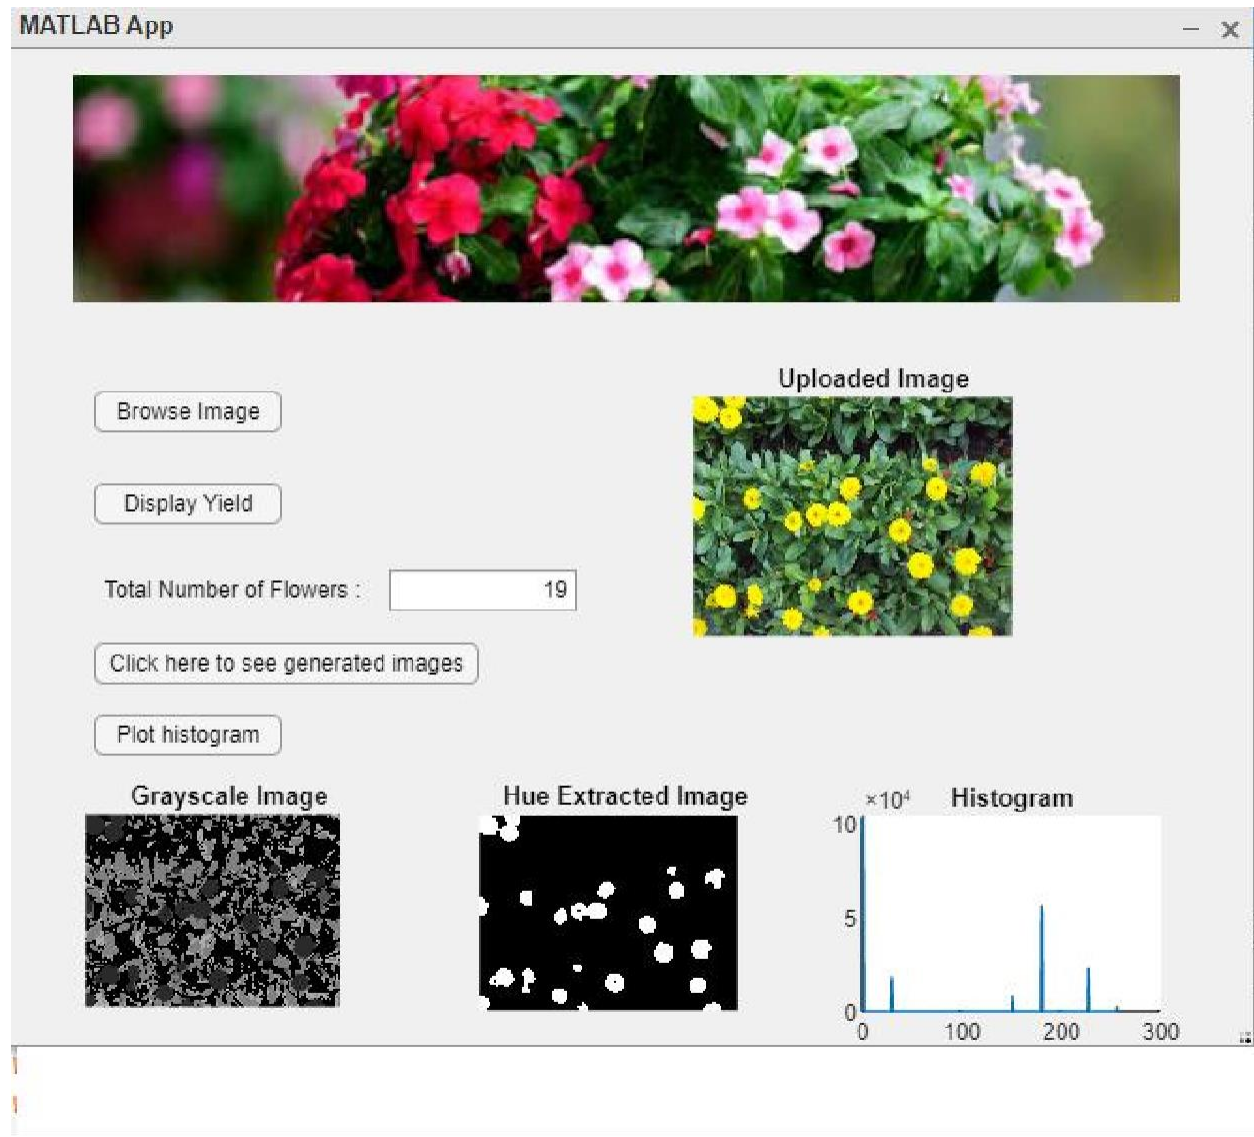 MATLAB App
Uploaded Image
Browse Image
Display Yield
Total Number of Flowers : 19
Click here to see generated images
Plot histogram
Grayscale Image
Hue Extracted Image
×10⁴ Histogram
10
5
0
0 100 200 300